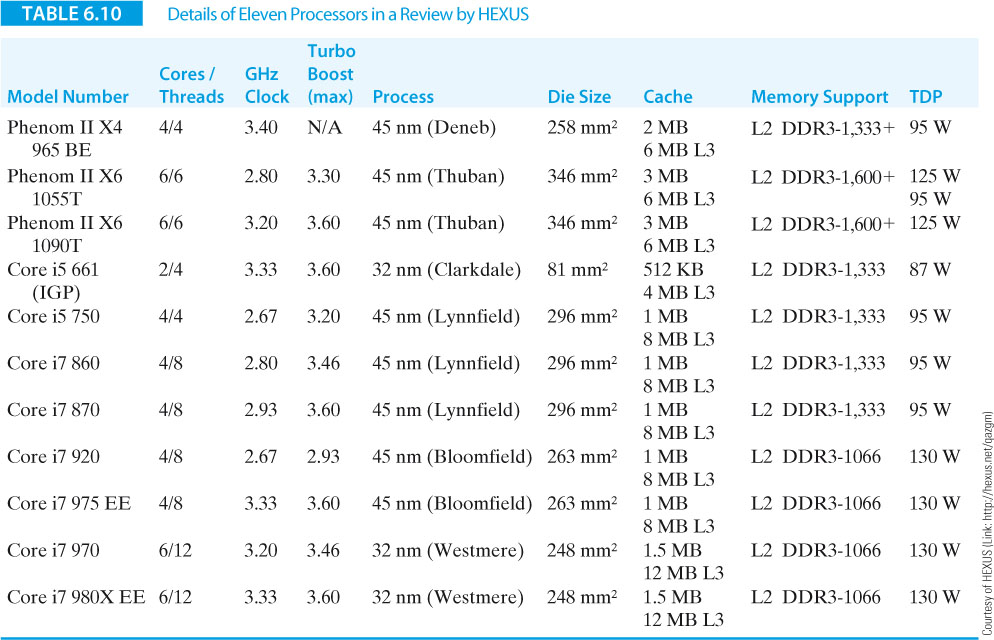 TABLE 6.10 Details of Eleven Processors in a Review by HEXUS
Turbo
Cores / GHz Boost
Model Number Threads Clock (max) Process Die Size Cache Memory Support TDP
Phenom II X4 4/4 3.40 N/A 45 nm (Deneb) 258 mm² 2 MB L2 DDR3-1,333+ 95 W
965 BE 6 MB L3
Phenom II X6 6/6 2.80 3.30 45 nm (Thuban) 346 mm² 3 MB L2 DDR3-1,600+ 125 W
1055T 6 MB L3 95 W
Phenom II X6 6/6 3.20 3.60 45 nm (Thuban) 346 mm² 3 MB L2 DDR3-1,600+ 125 W
1090T 6 MB L3
Core i5 661 2/4 3.33 3.60 32 nm (Clarkdale) 81 mm² 512 KB L2 DDR3-1,333 87 W
(IGP) 4 MB L3
Core i5 750 4/4 2.67 3.20 45 nm (Lynnfield) 296 mm² 1 MB L2 DDR3-1,333 95 W
8 MB L3
Core i7 860 4/8 2.80 3.46 45 nm (Lynnfield) 296 mm² 1 MB L2 DDR3-1,333 95 W
8 MB L3
Core i7 870 4/8 2.93 3.60 45 nm (Lynnfield) 296 mm² 1 MB L2 DDR3-1,333 95 W
8 MB L3
Core i7 920 4/8 2.67 2.93 45 nm (Bloomfield) 263 mm² 1 MB L2 DDR3-1066 130 W
8 MB L3
Core i7 975 EE 4/8 3.33 3.60 45 nm (Bloomfield) 263 mm² 1 MB L2 DDR3-1066 130 W
8 MB L3
Core i7 970 6/12 3.20 3.46 32 nm (Westmere) 248 mm² 1.5 MB L2 DDR3-1066 130 W
12 MB L3
Core i7 980X EE 6/12 3.33 3.60 32 nm (Westmere) 248 mm² 1.5 MB L2 DDR3-1066 130 W
12 MB L3
Courtesy of HEXUS (Link: http://hexus.net/qazgm)